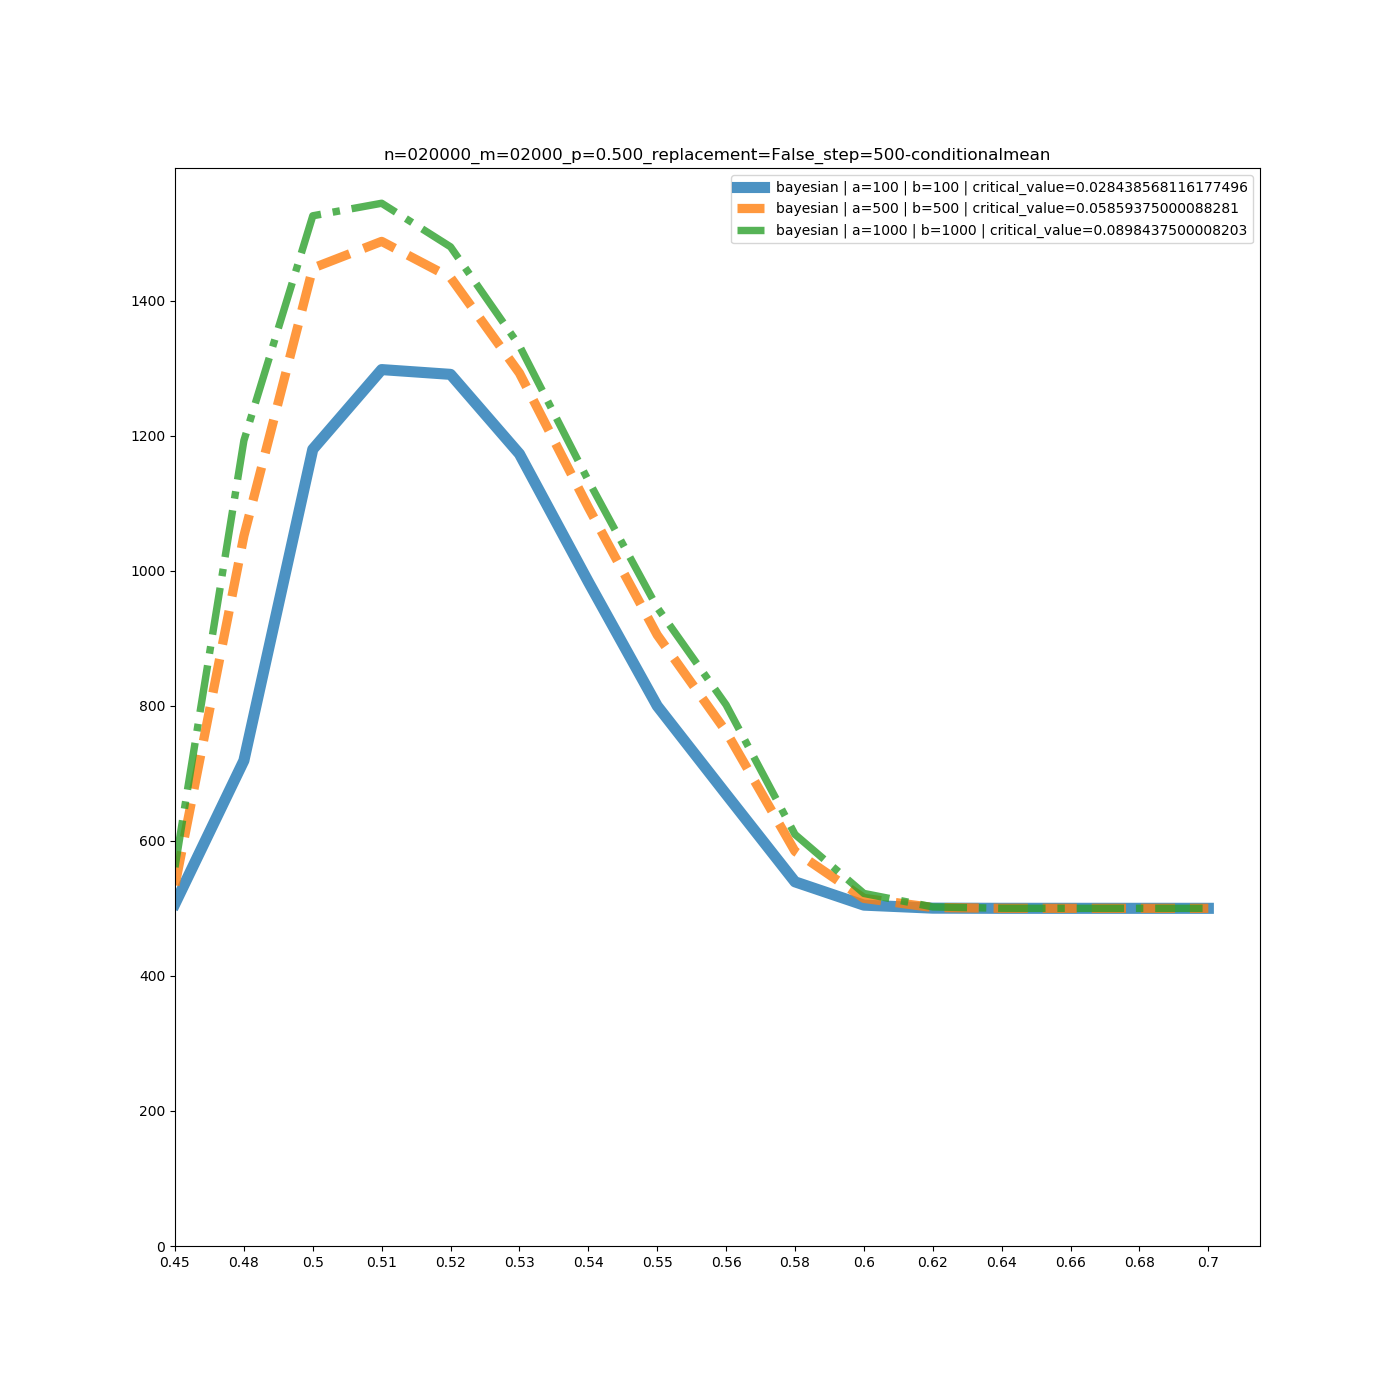 n=020000_m=02000_p=0.500_replacement=False_step=500-conditionalmean
bayesian | a=100 | b=100 | critical_value=0.028438568116177496
bayesian | a=500 | b=500 | critical_value=0.05859375000088281
bayesian | a=1000 | b=1000 | critical_value=0.0898437500008203
1400
1200
1000
800
600
400
200
0
0.45 0.48 0.5 0.51 0.52 0.53 0.54 0.55 0.56 0.58 0.6 0.62 0.64 0.66 0.68 0.7